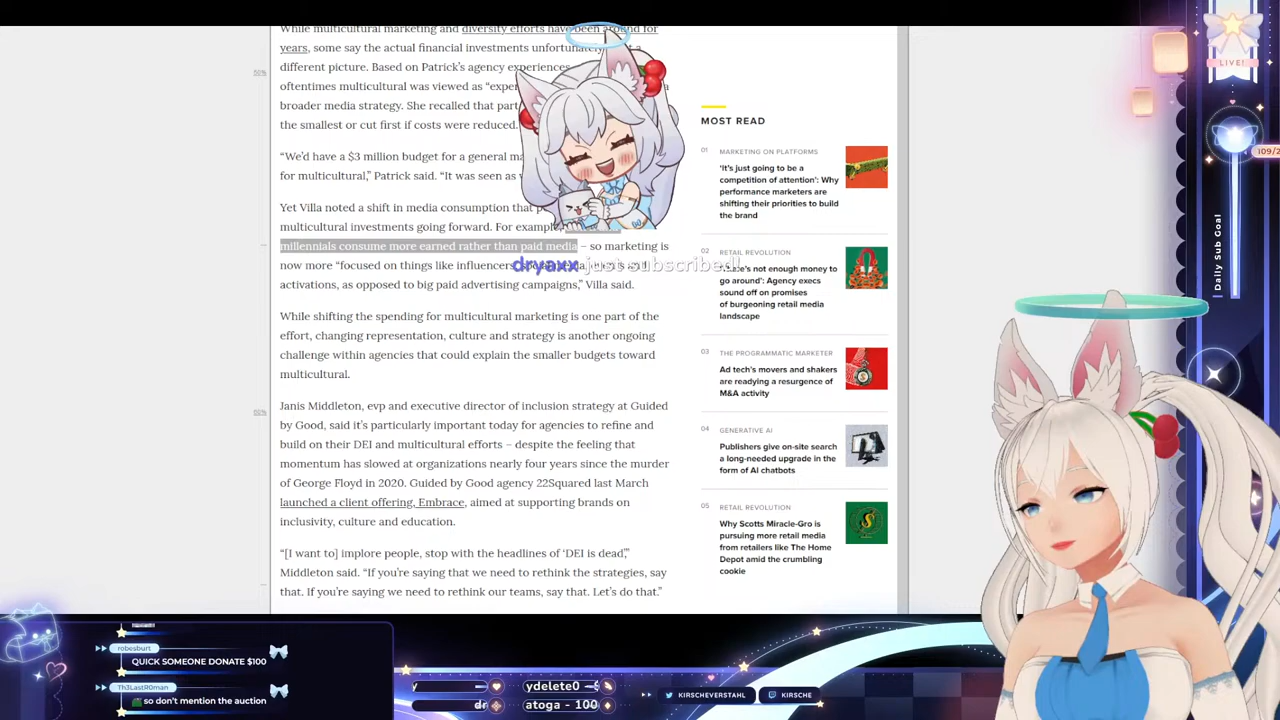 While multicultural marketing and diversity efforts have been around for
years, some say the actual financial investments unfortunately a
different picture. Based on Patrick's agency experiences
oftentimes multicultural was viewed as "expe a
broader media strategy. She recalled that part
the smallest or cut first if costs were reduced.
"We'd have a $3 million budget for a general ma
for multicultural," Patrick said. "It was seen as
Yet Villa noted a shift in media consumption that
multicultural investments going forward. For example,
millennials consume more earned rather than paid media – so marketing is
now more "focused on things like influencers,
activations, as opposed to big paid advertising campaigns," Villa said.
While shifting the spending for multicultural marketing is one part of the
effort, changing representation, culture and strategy is another ongoing
challenge within agencies that could explain the smaller budgets toward
multicultural.
Janis Middleton, evp and executive director of inclusion strategy at Guided
by Good, said it's particularly important today for agencies to refine and
build on their DEI and multicultural efforts – despite the feeling that
momentum has slowed at organizations nearly four years since the murder
of George Floyd in 2020. Guided by Good agency 22Squared last March
launched a client offering, Embrace, aimed at supporting brands on
inclusivity, culture and education.
"[I want to] implore people, stop with the headlines of 'DEI is dead,'"
Middleton said. "If you're saying that we need to rethink the strategies, say
that. If you're saying we need to rethink our teams, say that. Let's do that."
dryaxx just subscribed!
MOST READ
01 MARKETING ON PLATFORMS
'It's just going to be a
competition of attention': Why
performance marketers are
shifting their priorities to build
the brand
02 RETAIL REVOLUTION
not enough money to
go around': Agency execs
sound off on promises
of burgeoning retail media
landscape
03 THE PROGRAMMATIC MARKETER
Ad tech's movers and shakers
are readying a resurgence of
M&A activity
04 GENERATIVE AI
Publishers give on-site search
a long-needed upgrade in the
form of AI chatbots
05 RETAIL REVOLUTION
Why Scotts Miracle-Gro is
pursuing more retail media
from retailers like The Home
Depot amid the crumbling
cookie
LIVE!
109/2
Daily Sub Goal
robesburt
QUICK SOMEONE DONATE $100
Th3LastR0man
so don't mention the auction
y
ydelete0 – 5
dr
atoga - 100
KIRSCHEVERSTAHL
KIRSCHE